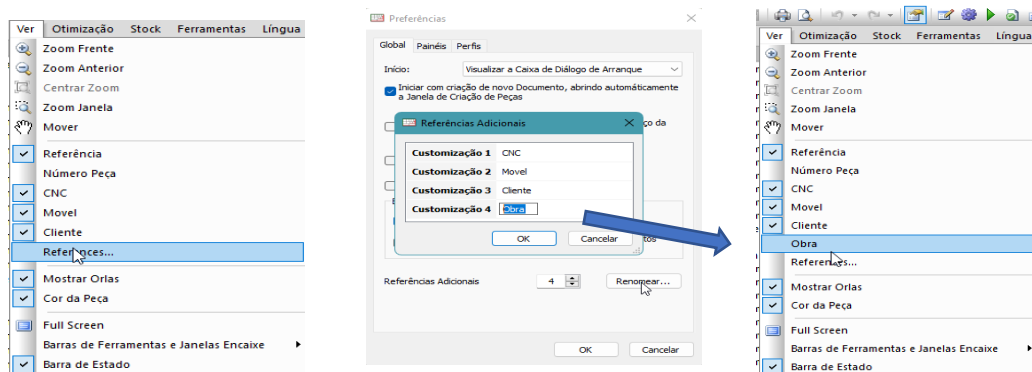 Ver Otimização Stock Ferramentas Língua
Zoom Frente
Zoom Anterior
Centrar Zoom
Zoom Janela
Mover
Referência
Número Peça
CNC
Movel
Cliente
References...
Mostrar Orlas
Cor da Peça
Full Screen
Barras de Ferramentas e Janelas Encaixe
Barra de Estado
Preferências
Global Painéis Perfis
Início: Visualizar a Caixa de Diálogo de Arranque
Iniciar com criação de novo Documento, abrindo automáticamente
a Janela de Criação de Peças
ço da
Referências Adicionais
Customização 1 CNC
Customização 2 Movel
Customização 3 Cliente
Customização 4 Obra
OK Cancelar
tos
Referências Adicionais 4 Renomear...
OK Cancelar
Ver Otimização Stock Ferramentas Língua
Zoom Frente
Zoom Anterior
Centrar Zoom
Zoom Janela
Mover
Referência
Número Peça
CNC
Movel
Cliente
Obra
References...
Mostrar Orlas
Cor da Peça
Full Screen
Barras de Ferramentas e Janelas Encaixe
Barra de Estado